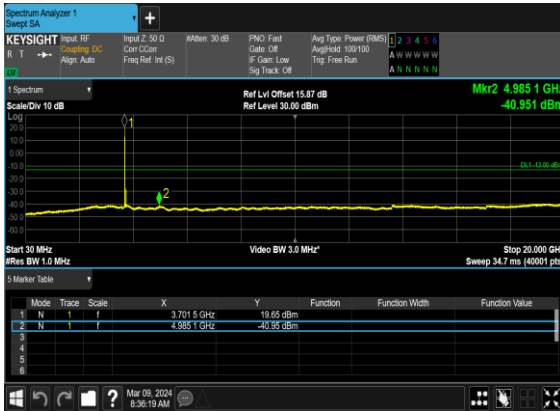 Spectrum Analyzer 1
Swept SA
+
KEYSIGHT
R T
Input: RF
Coupling: DC
Align: Auto
Input Z: 50 Ω
Corr CCorr
Freq Ref: Int (S)
#Atten: 30 dB
PNO: Fast
Gate: Off
IF Gain: Low
Sig Track: Off
Avg Type: Power (RMS)
Avg|Hold: 100/100
Trig: Free Run
1 2 3 4 5 6
A W W W W W
A N N N N N
1 Spectrum
Scale/Div 10 dB
Ref Lvl Offset 15.87 dB
Ref Level 30.00 dBm
Mkr2 4.985 1 GHz
-40.951 dBm
Log
20.0
10.0
0.00
-10.0
-20.0
-30.0
-40.0
-50.0
-60.0
1
2
DL1 -13.00 dBm
Start 30 MHz
#Res BW 1.0 MHz
Video BW 3.0 MHz*
Stop 20.000 GHz
Sweep 34.7 ms (40001 pts)
5 Marker Table
Mode Trace Scale X Y Function Function Width Function Value
1 N 1 f 3.701 5 GHz 19.65 dBm
2 N 1 f 4.985 1 GHz -40.95 dBm
3
4
5
6
?
Mar 09, 2024
8:36:19 AM